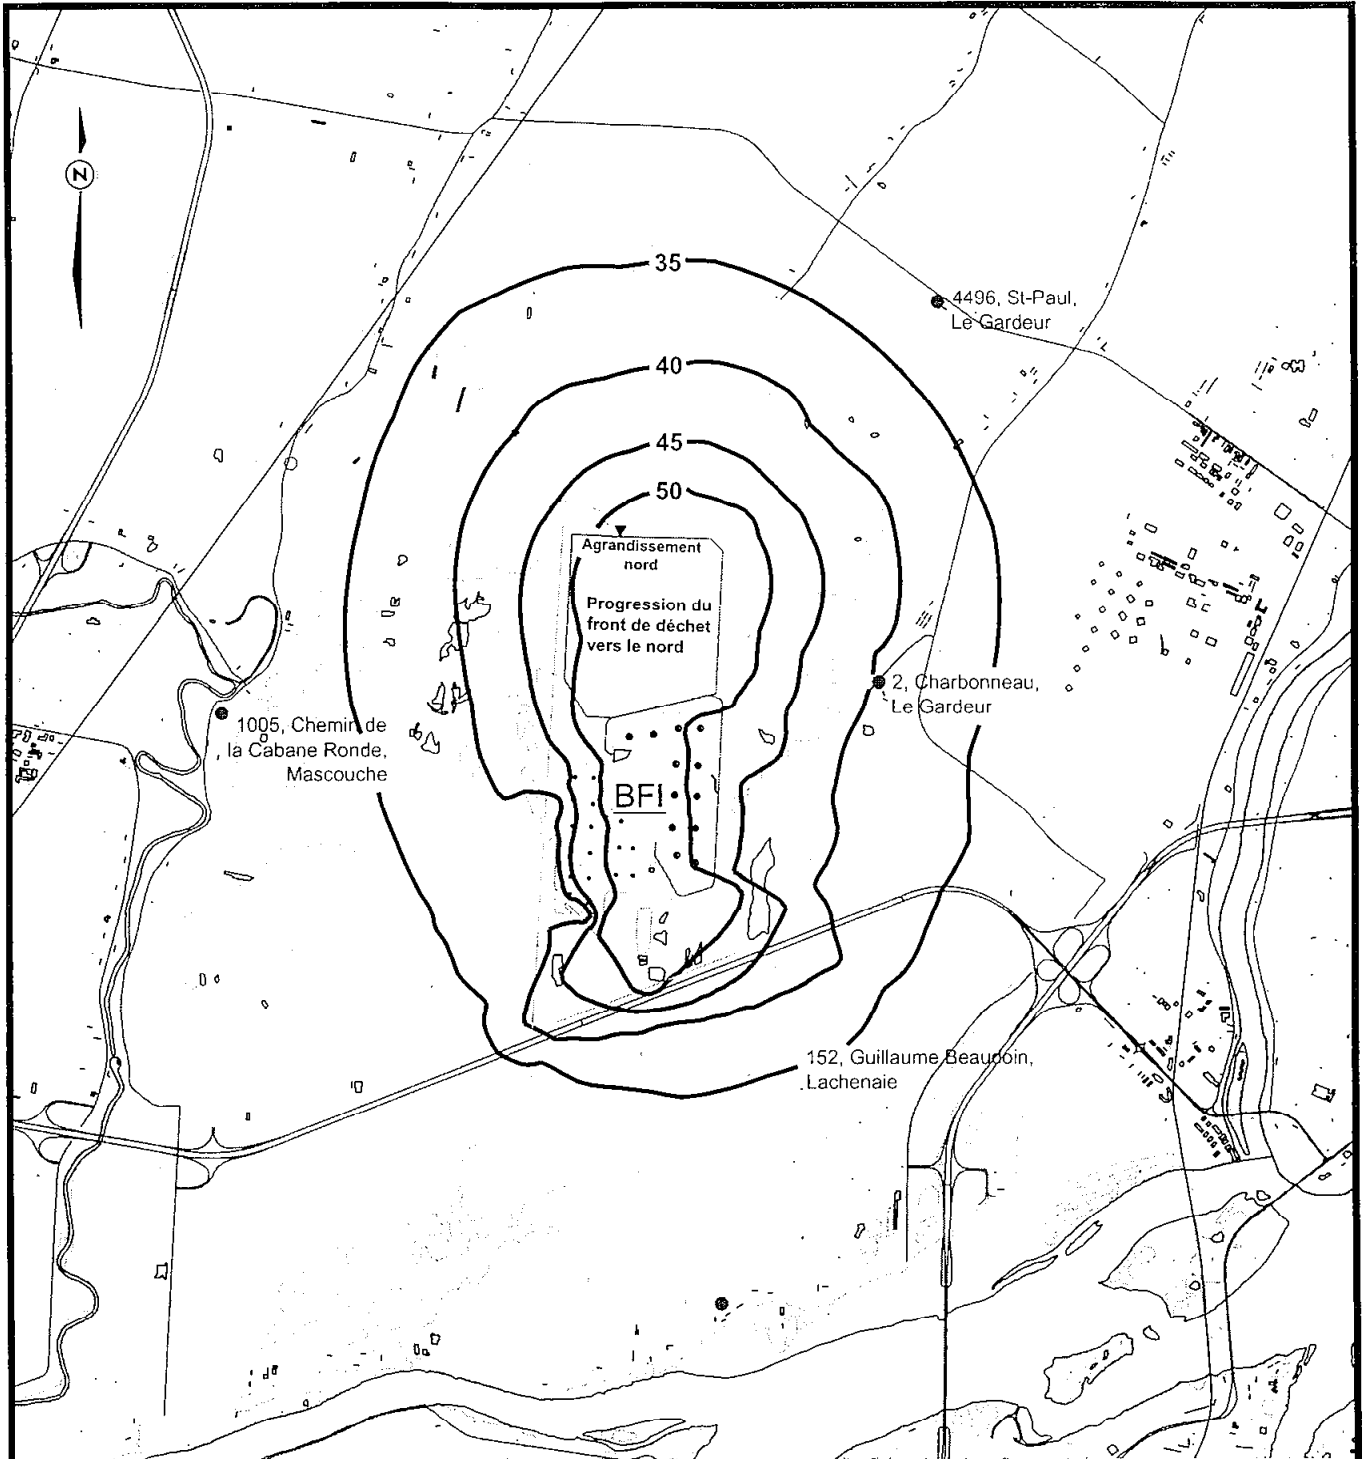 N
35
4496, St-Paul,
Le Gardeur
40
45
50
Agrandissement
nord
Progression du
front de déchet
vers le nord
2, Charbonneau,
Le Gardeur
1005, Chemin de
la Cabane Ronde,
Mascouche
BFI
152, Guillaume Beaudoin,
Lachenaie